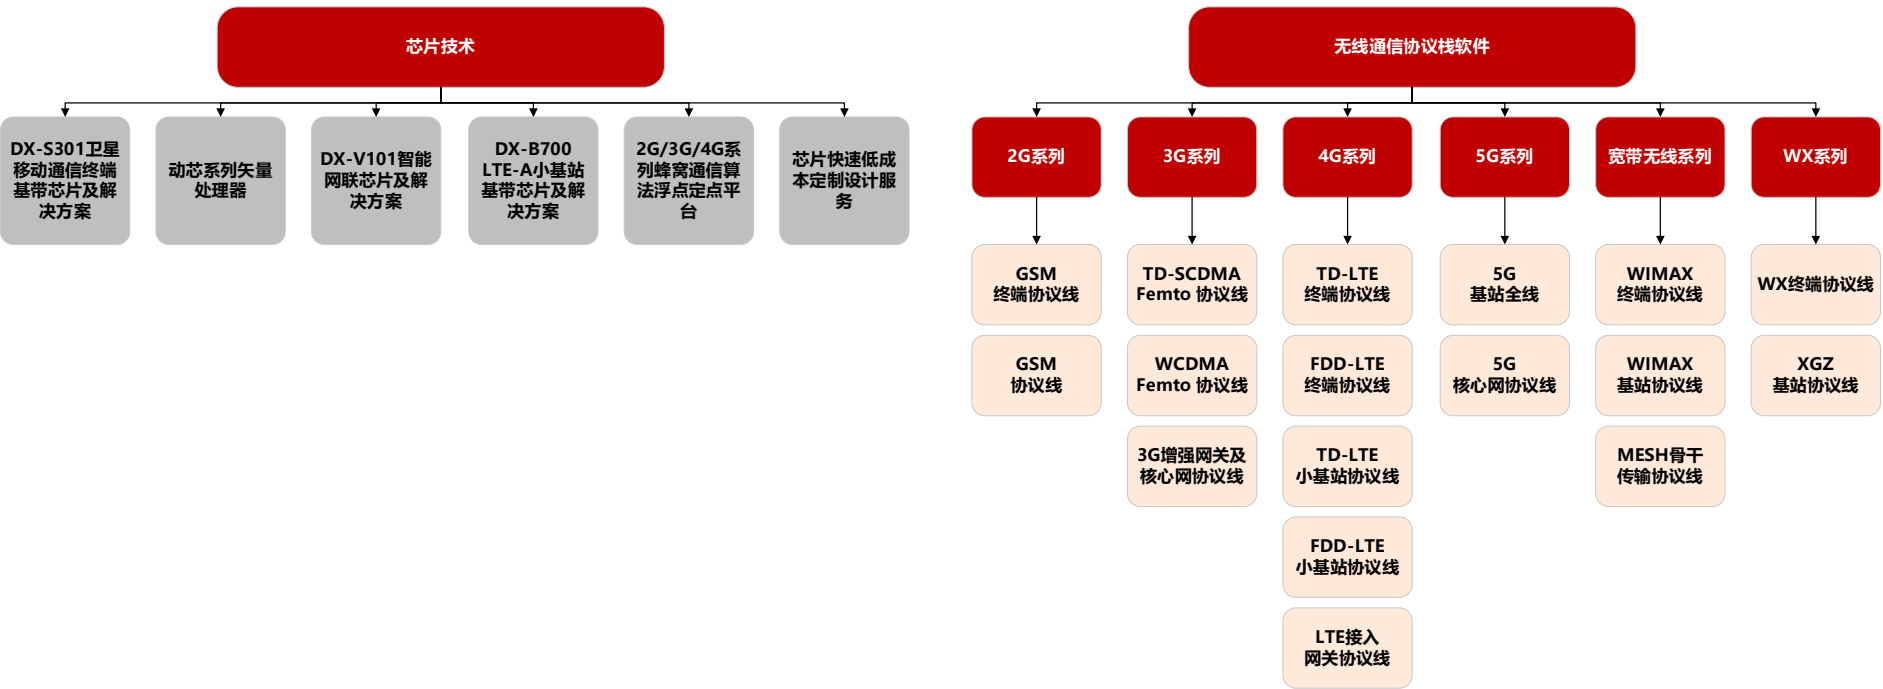 芯片技术
DX-S301卫星
移动通信终端
基带芯片及解
决方案
动芯系列矢量
处理器
DX-V101智能
网联芯片及解
决方案
DX-B700
LTE-A小基站
基带芯片及解
决方案
2G/3G/4G系
列蜂窝通信算
法浮点定点平
台
芯片快速低成
本定制设计服
务
无线通信协议栈软件
2G系列
GSM
终端协议线
GSM
协议线
3G系列
TD-SCDMA
Femto 协议线
WCDMA
Femto 协议线
3G增强网关及
核心网协议线
4G系列
TD-LTE
终端协议线
FDD-LTE
终端协议线
TD-LTE
小基站协议线
FDD-LTE
小基站协议线
LTE接入
网关协议线
5G系列
5G
基站全线
5G
核心网协议线
宽带无线系列
WIMAX
终端协议线
WIMAX
基站协议线
MESH骨干
传输协议线
WX系列
WX终端协议线
XGZ
基站协议线